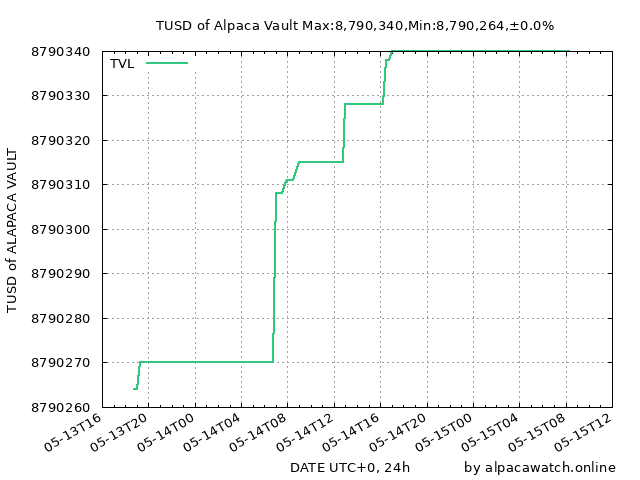 TUSD of Alpaca Vault Max:8,790,340,Min:8,790,264,±0.0%
TVL
TUSD of ALAPACA VAULT
8790340
8790330
8790320
8790310
8790300
8790290
8790280
8790270
8790260
05-13T16
05-13T20
05-14T00
05-14T04
05-14T08
05-14T12
05-14T16
05-14T20
05-15T00
05-15T04
05-15T08
05-15T12
DATE UTC+0, 24h
by alpacawatch.online